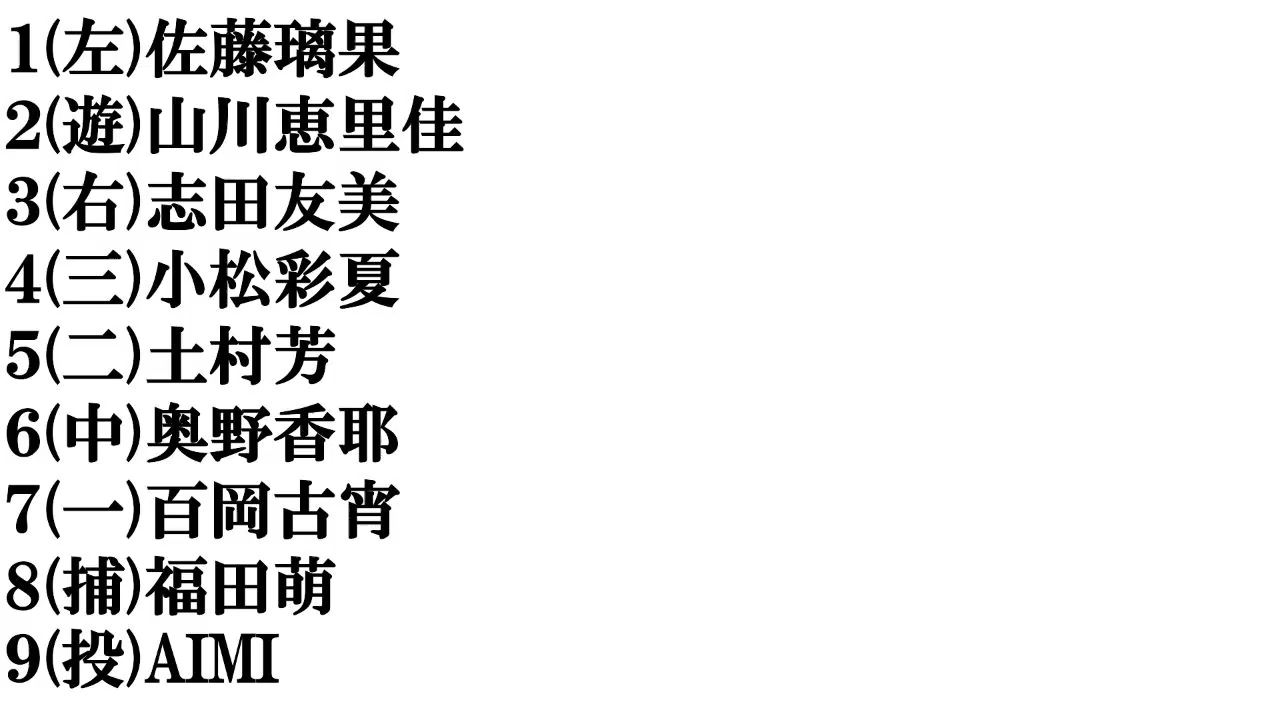 1(左)佐藤璃果
2(遊)山川恵里佳
3(右)志田友美
4(三)小松彩夏
5(二)土村芳
6(中)奥野香耶
7(一)百岡古宵
8(捕)福田萌
9(投)AIMI